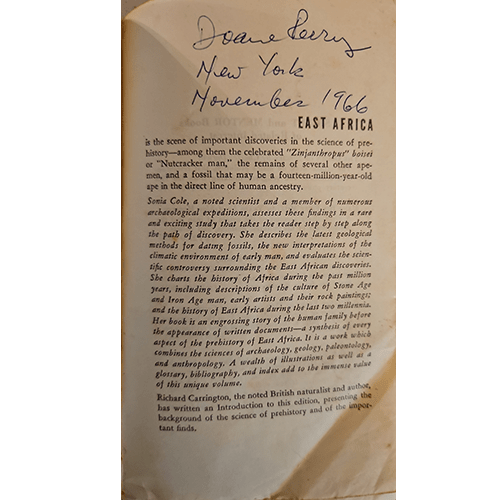 Doane Perry
New York
November 1966
EAST AFRICA
is the scene of important discoveries in the science of pre-
history—among them the celebrated "Zinjanthropus" boisei
or "Nutcracker man," the remains of several other ape-
men, and a fossil that may be a fourteen-million-year-old
ape in the direct line of human ancestry.
Sonia Cole, a noted scientist and a member of numerous
archaeological expeditions, assesses these findings in a rare
and exciting study that takes the reader step by step along
the path of discovery. She describes the latest geological
methods for dating fossils, the new interpretations of the
climatic environment of early man, and evaluates the scien-
tific controversy surrounding the East African discoveries.
She charts the history of Africa during the past million
years, including descriptions of the culture of Stone Age
and Iron Age man, early artists and their rock paintings;
and the history of East Africa during the last two millennia.
Her book is an engrossing story of the human family before
the appearance of written documents—a synthesis of every
aspect of the prehistory of East Africa. It is a work which
combines the sciences of archaeology, geology, paleontology,
and anthropology. A wealth of illustrations as well as a
glossary, bibliography, and index add to the immense value
of this unique volume.
Richard Carrington, the noted British naturalist and author,
has written an Introduction to this edition, presenting the
background of the science of prehistory and of the impor-
tant finds.